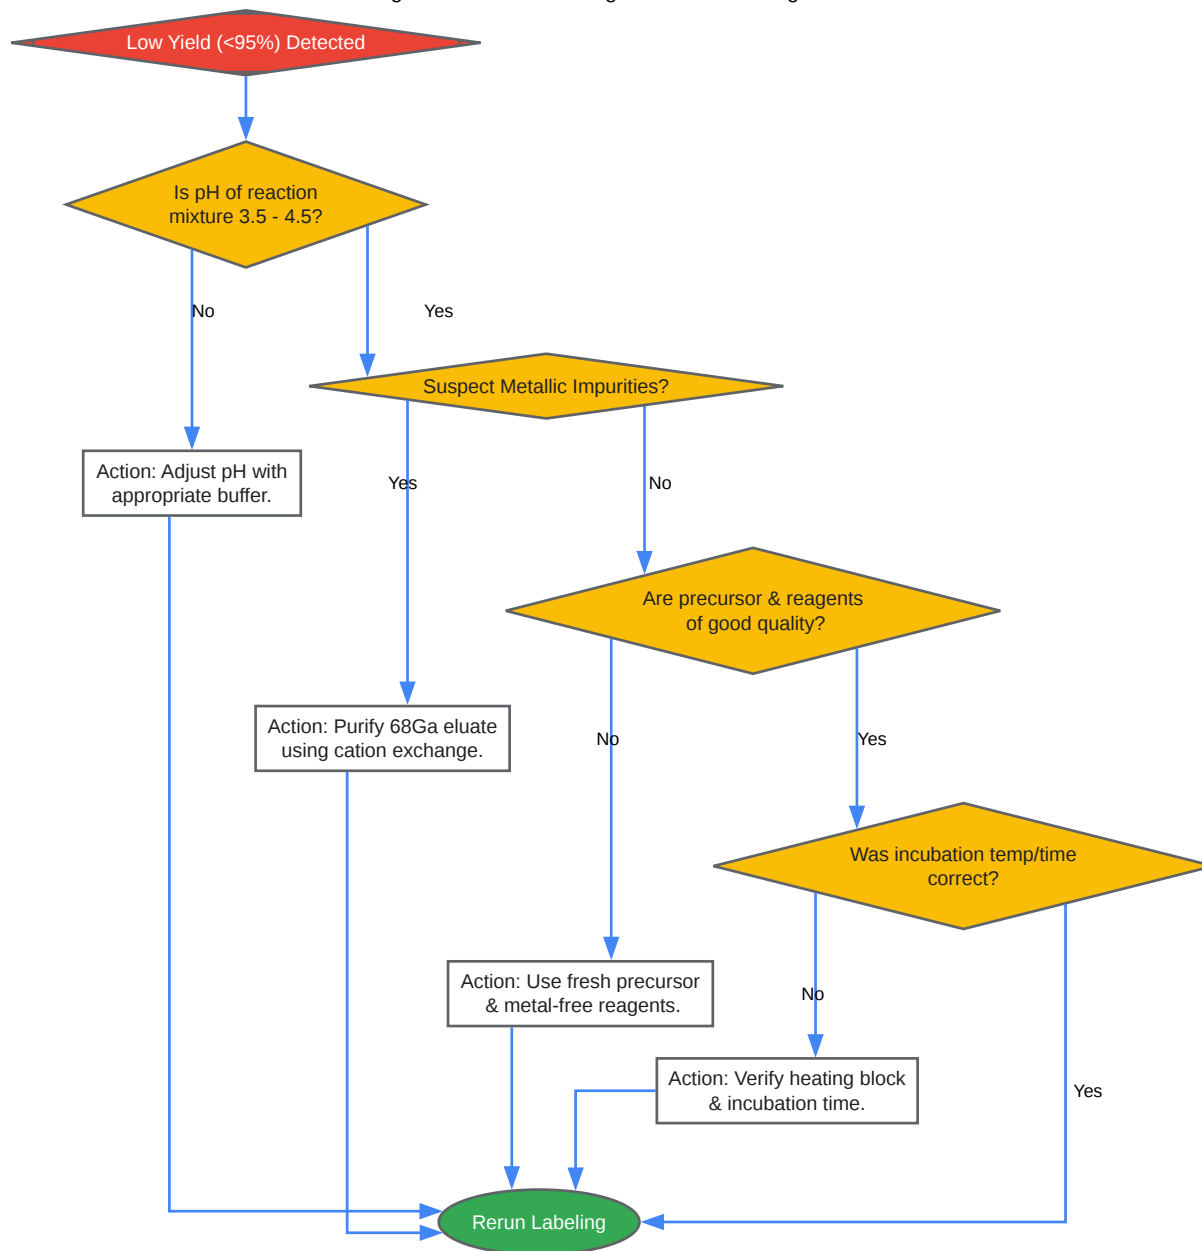 Low Yield (<95%) Detected
Is pH of reaction
mixture 3.5 - 4.5?
No
Yes
Suspect Metallic Impurities?
Action: Adjust pH with
appropriate buffer.
Yes
No
Are precursor & reagents
of good quality?
Action: Purify 68Ga eluate
using cation exchange.
No
Yes
Was incubation temp/time
correct?
Action: Use fresh precursor
& metal-free reagents.
No
Action: Verify heating block
& incubation time.
Yes
Rerun Labeling